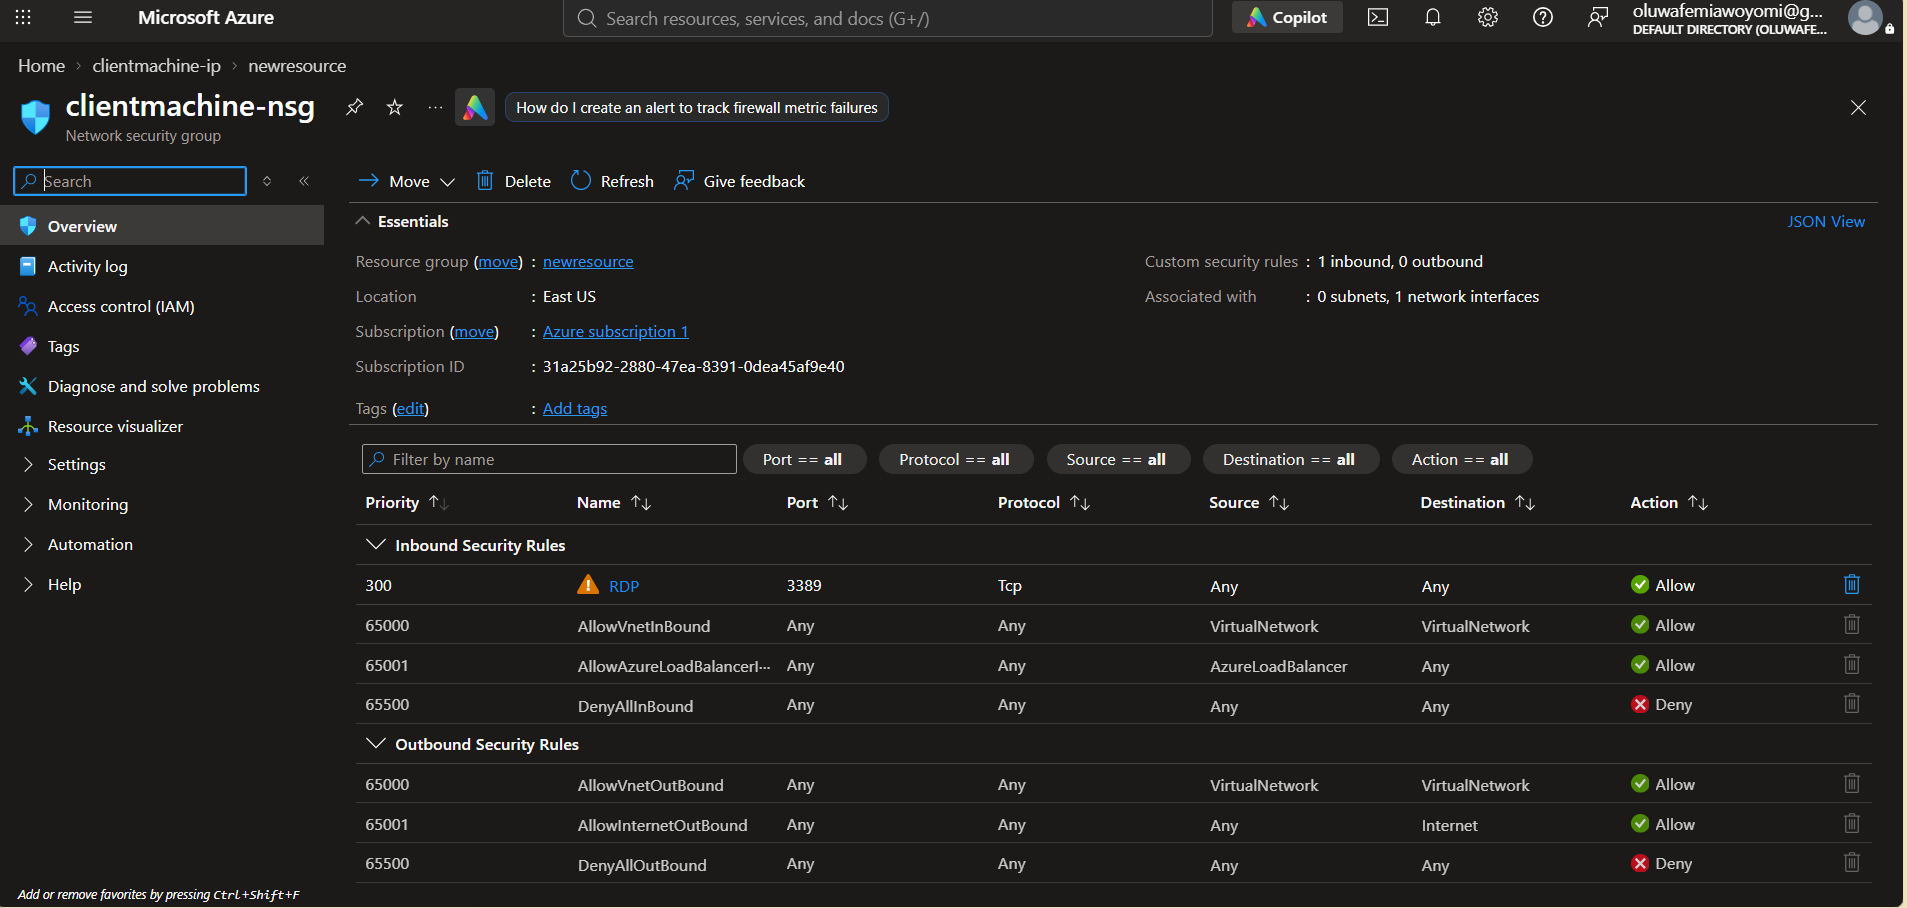 Microsoft Azure
Search resources, services, and docs (G+/)
Copilot
oluwafemiawoyomi@g...
DEFAULT DIRECTORY (OLUWAFE...
Home > clientmachine-ip > newresource
clientmachine-nsg
Network security group
How do I create an alert to track firewall metric failures
Search
Move
Delete
Refresh
Give feedback
Overview
Activity log
Access control (IAM)
Tags
Diagnose and solve problems
Resource visualizer
Settings
Monitoring
Automation
Help
Add or remove favorites by pressing Ctrl+Shift+F
Essentials
JSON View
Resource group (move) : newresource
Location : East US
Subscription (move) : Azure subscription 1
Subscription ID : 31a25b92-2880-47ea-8391-0dea45af9e40
Tags (edit) : Add tags
Custom security rules : 1 inbound, 0 outbound
Associated with : 0 subnets, 1 network interfaces
Filter by name
Port == all
Protocol == all
Source == all
Destination == all
Action == all
Priority Name Port Protocol Source Destination Action
Inbound Security Rules
300 RDP 3389 Tcp Any Any Allow
65000 AllowVnetInBound Any Any VirtualNetwork VirtualNetwork Allow
65001 AllowAzureLoadBalancerI... Any Any AzureLoadBalancer Any Allow
65500 DenyAllInBound Any Any Any Any Deny
Outbound Security Rules
65000 AllowVnetOutBound Any Any VirtualNetwork VirtualNetwork Allow
65001 AllowInternetOutBound Any Any Any Internet Allow
65500 DenyAllOutBound Any Any Any Any Deny